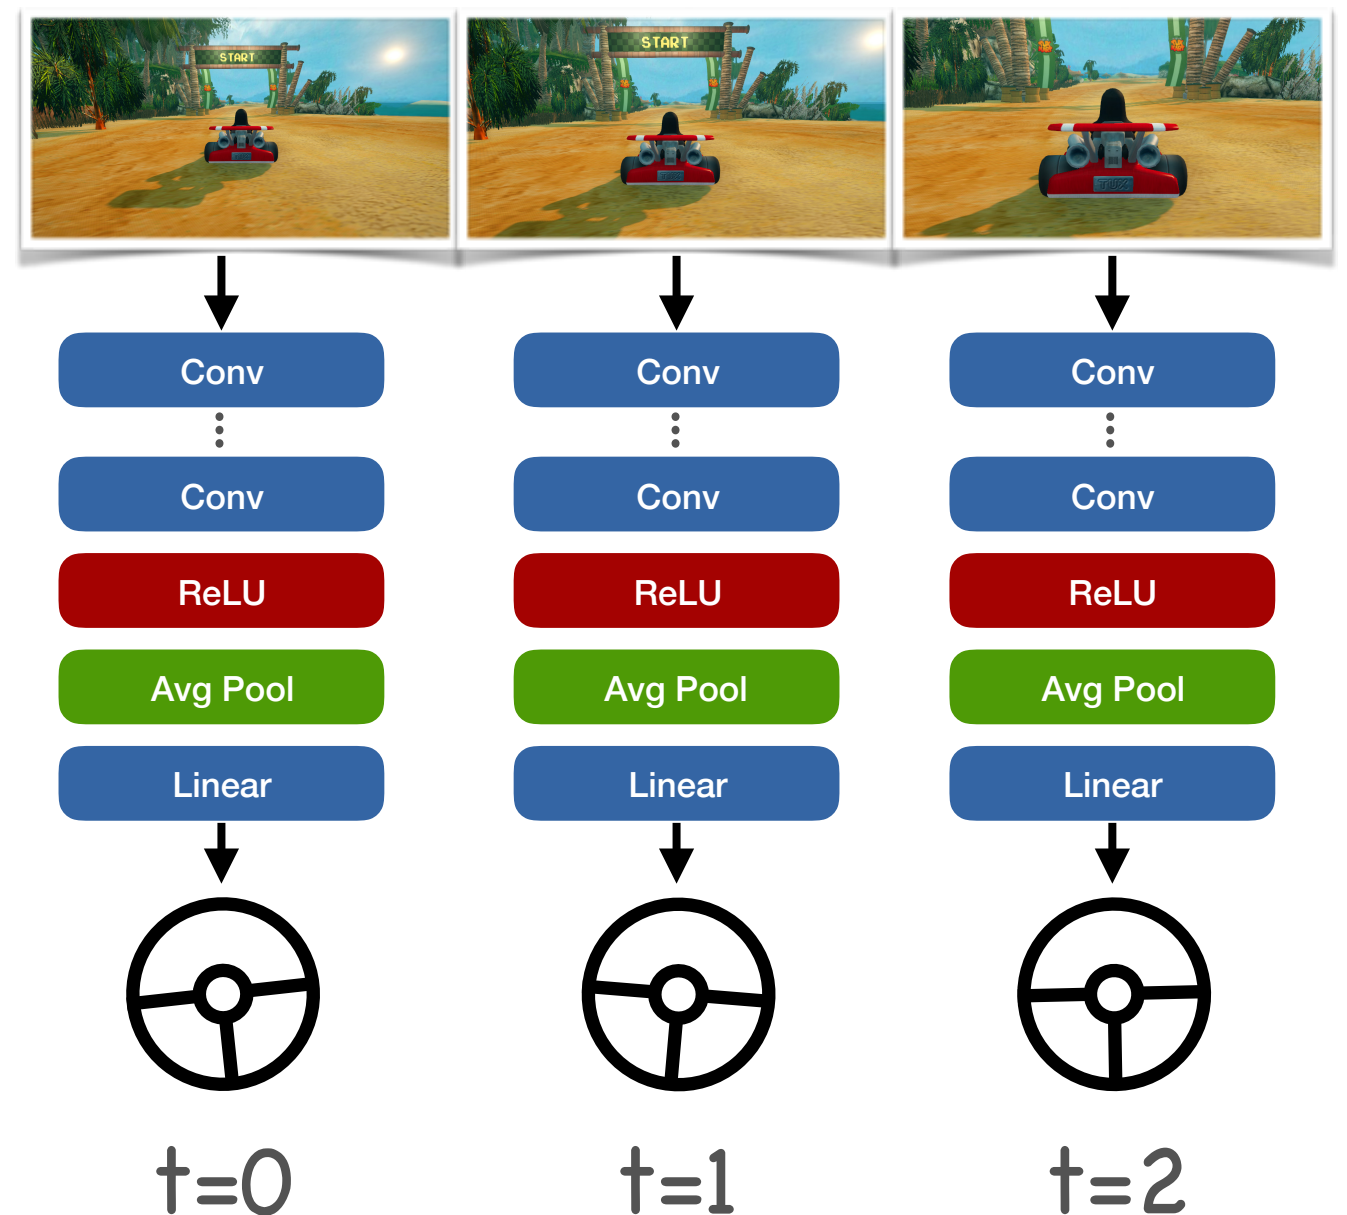 START
START
TUX
Conv
Conv
Conv
Conv
Conv
Conv
ReLU
ReLU
ReLU
Avg Pool
Avg Pool
Avg Pool
Linear
Linear
Linear
t=0
t=1
t=2